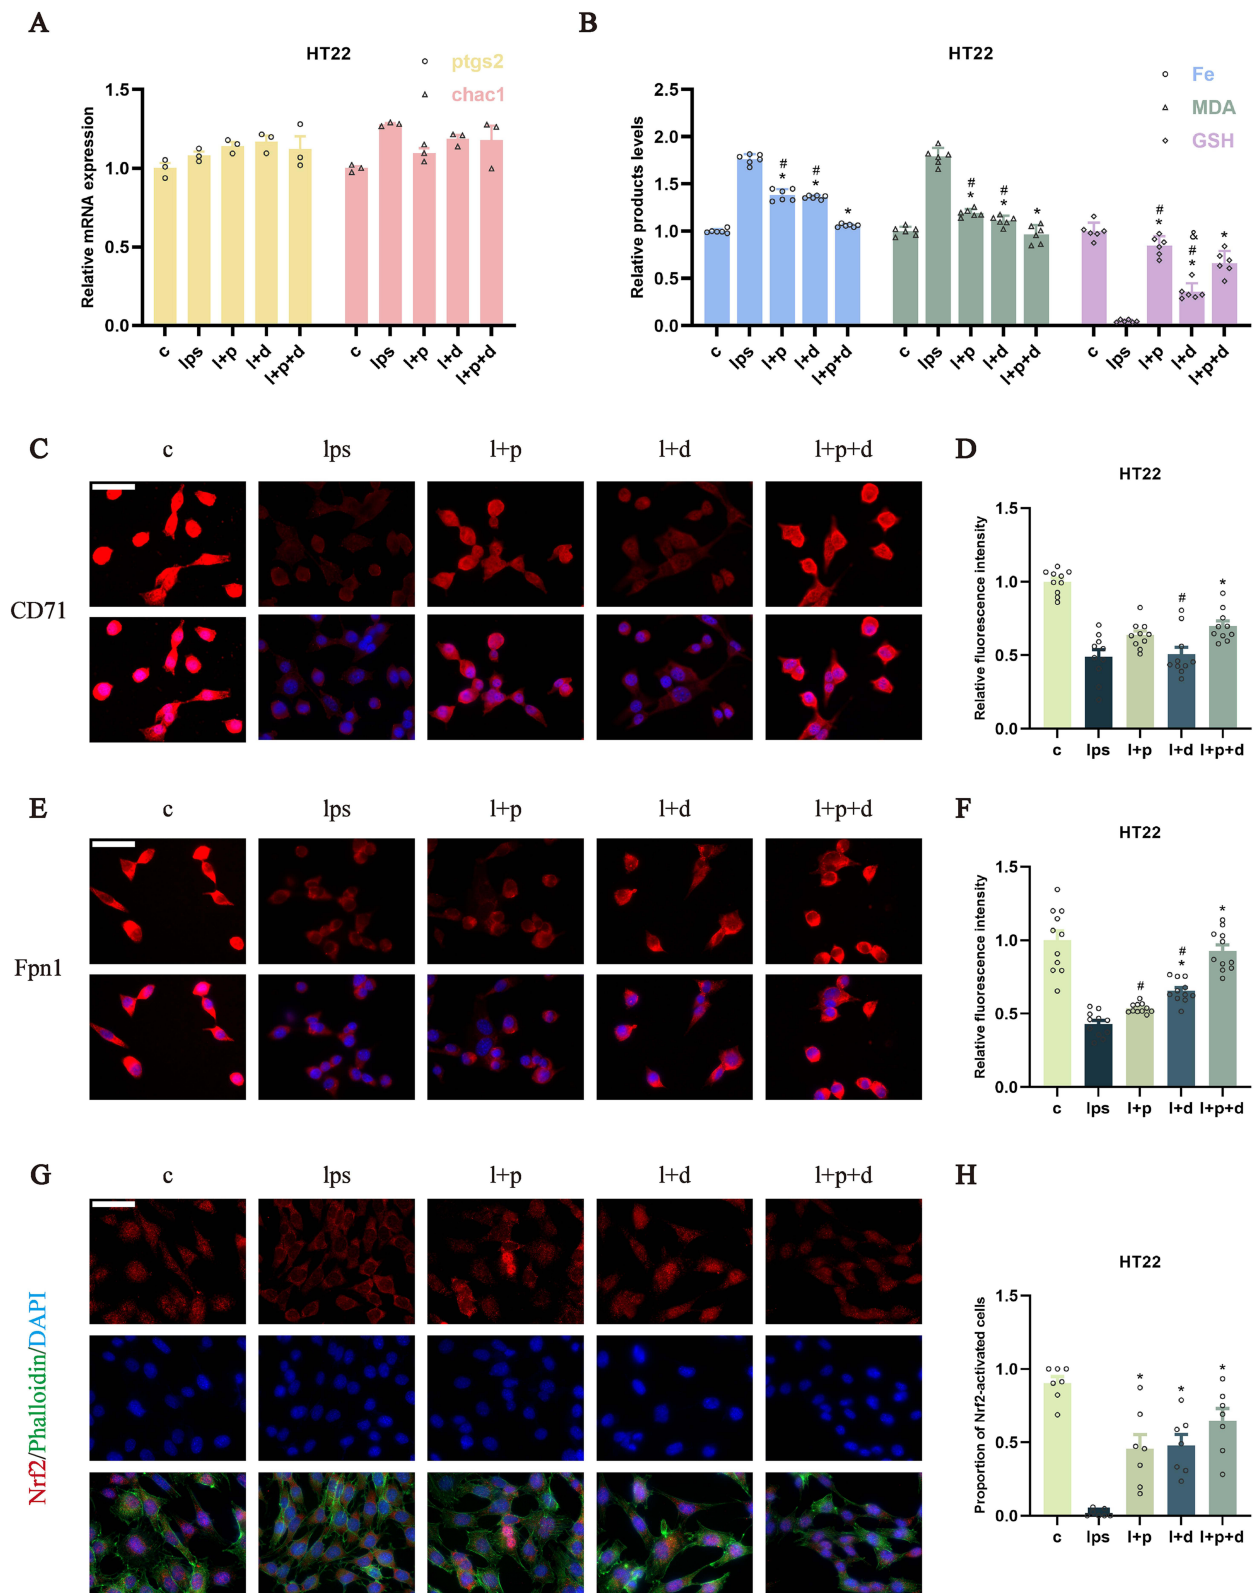 A
HT22
ptgs2
chac1
Relative mRNA expression
1.5
1.0
0.5
0.0
c
lps
l+p
l+d
l+p+d
c
lps
l+p
l+d
l+p+d
B
HT22
Fe
MDA
GSH
Relative products levels
2.5
2.0
1.5
1.0
0.5
0.0
# *
# *
*
# *
# *
*
# *
& # *
*
c
lps
l+p
l+d
l+p+d
c
lps
l+p
l+d
l+p+d
c
lps
l+p
l+d
l+p+d
C
c lps l+p l+d l+p+d
CD71
D
HT22
Relative fluorescence intensity
1.5
1.0
0.5
0.0
#
*
c lps l+p l+d l+p+d
E
c lps l+p l+d l+p+d
Fpn1
F
HT22
Relative fluorescence intensity
1.5
1.0
0.5
0.0
#
# *
*
c lps l+p l+d l+p+d
G
c lps l+p l+d l+p+d
Nrf2/Phalloidin/DAPI
H
HT22
Proportion of Nrf2-activated cells
1.5
1.0
0.5
0.0
*
*
*
c lps l+p l+d l+p+d